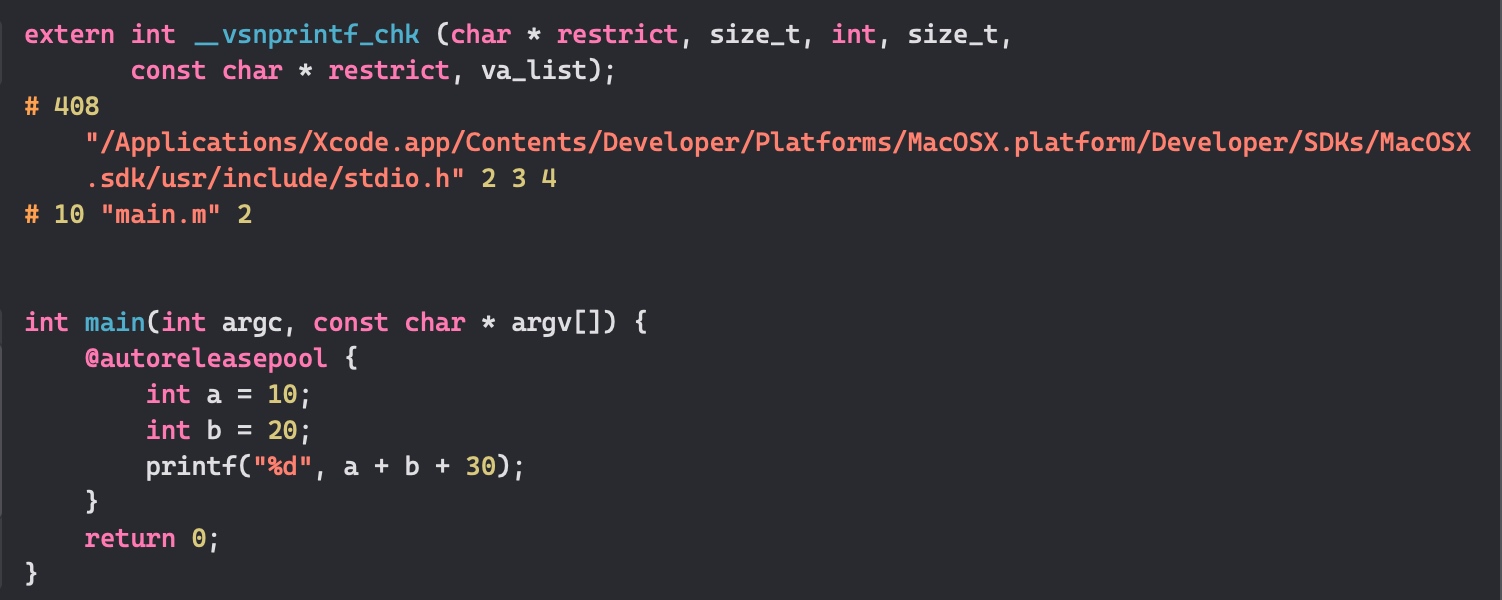 extern int __vsnprintf_chk (char * restrict, size_t, int, size_t,
       const char * restrict, va_list);
# 408
    "/Applications/Xcode.app/Contents/Developer/Platforms/MacOSX.platform/Developer/SDKs/MacOSX
    .sdk/usr/include/stdio.h" 2 3 4
# 10 "main.m" 2
int main(int argc, const char * argv[]) {
    @autoreleasepool {
        int a = 10;
        int b = 20;
        printf("%d", a + b + 30);
    }
    return 0;
}